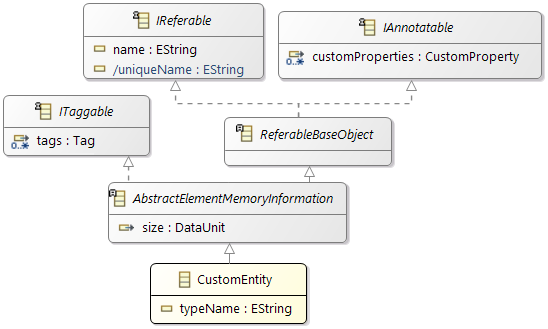 IReferable
name : EString
/uniqueName : EString
IAnnotatable
customProperties : CustomProperty
0..*
ITaggable
tags : Tag
0..*
ReferableBaseObject
AbstractElementMemoryInformation
size : DataUnit
CustomEntity
typeName : EString